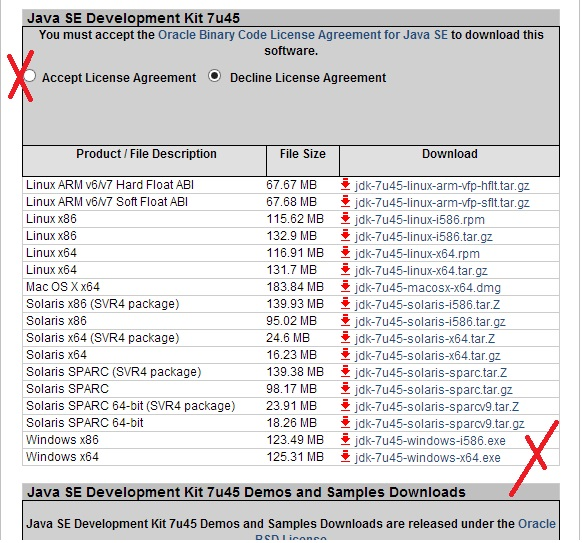 Java SE Development Kit 7u45
You must accept the Oracle Binary Code License Agreement for Java SE to download this
software.
Accept License Agreement Decline License Agreement
Product / File Description File Size Download
Linux ARM v6/v7 Hard Float ABI 67.67 MB jdk-7u45-linux-arm-vfp-hflt.tar.gz
Linux ARM v6/v7 Soft Float ABI 67.68 MB jdk-7u45-linux-arm-vfp-sflt.tar.gz
Linux x86 115.62 MB jdk-7u45-linux-i586.rpm
Linux x86 132.9 MB jdk-7u45-linux-i586.tar.gz
Linux x64 116.91 MB jdk-7u45-linux-x64.rpm
Linux x64 131.7 MB jdk-7u45-linux-x64.tar.gz
Mac OS X x64 183.84 MB jdk-7u45-macosx-x64.dmg
Solaris x86 (SVR4 package) 139.93 MB jdk-7u45-solaris-i586.tar.Z
Solaris x86 95.02 MB jdk-7u45-solaris-i586.tar.gz
Solaris x64 (SVR4 package) 24.6 MB jdk-7u45-solaris-x64.tar.Z
Solaris x64 16.23 MB jdk-7u45-solaris-x64.tar.gz
Solaris SPARC (SVR4 package) 139.38 MB jdk-7u45-solaris-sparc.tar.Z
Solaris SPARC 98.17 MB jdk-7u45-solaris-sparc.tar.gz
Solaris SPARC 64-bit (SVR4 package) 23.91 MB jdk-7u45-solaris-sparcv9.tar.Z
Solaris SPARC 64-bit 18.26 MB jdk-7u45-solaris-sparcv9.tar.gz
Windows x86 123.49 MB jdk-7u45-windows-i586.exe
Windows x64 125.31 MB jdk-7u45-windows-x64.exe
Java SE Development Kit 7u45 Demos and Samples Downloads
Java SE Development Kit 7u45 Demos and Samples Downloads are released under the Oracle
BSD License